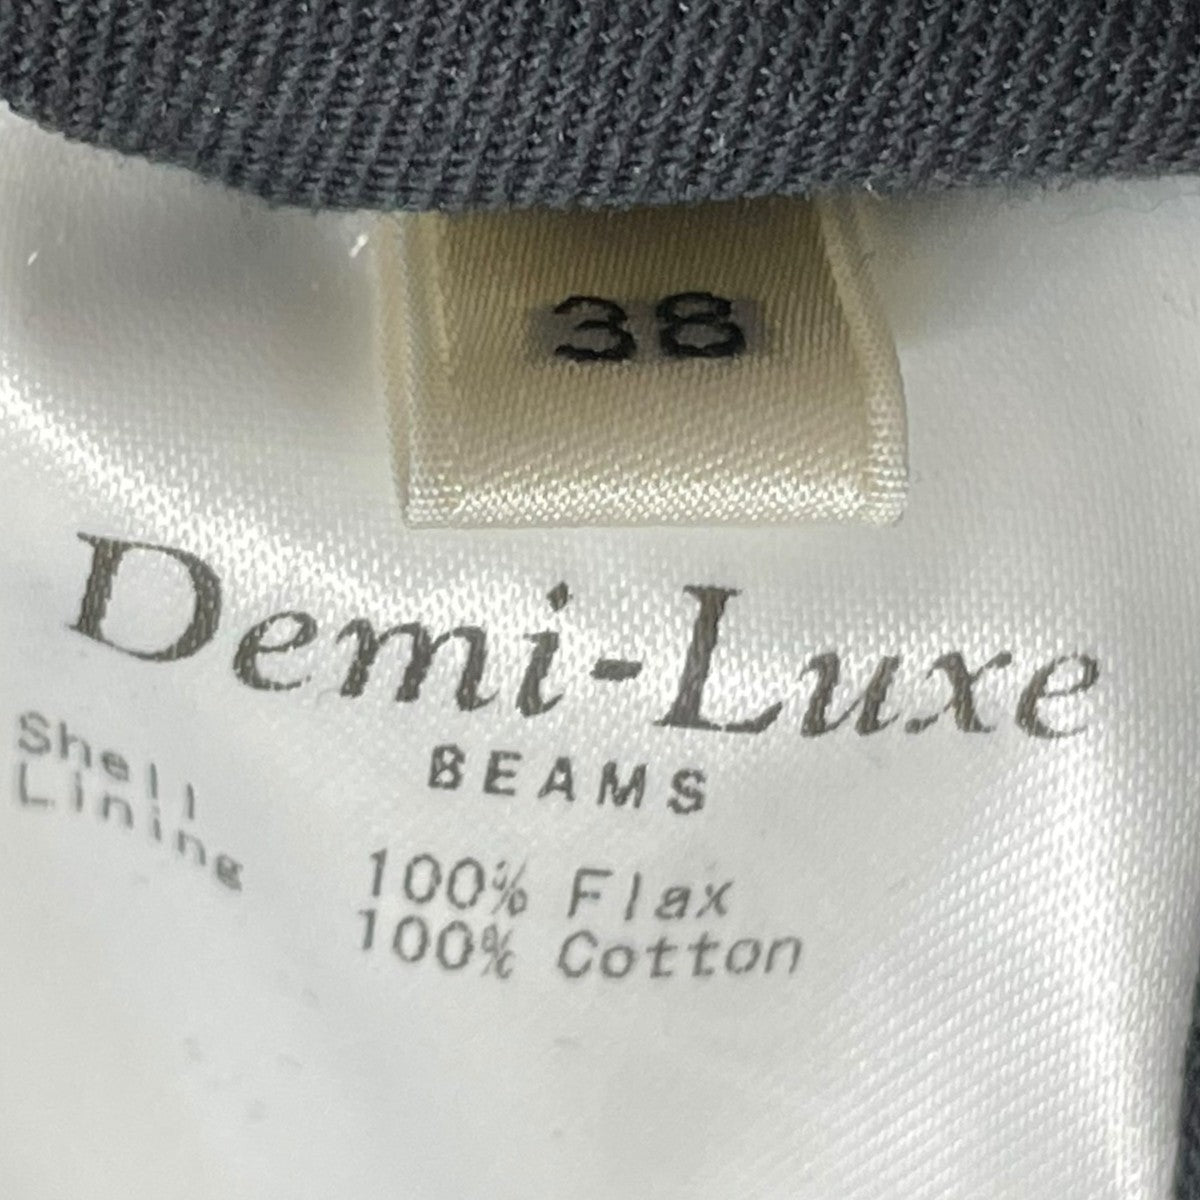 38
Demi-Luxe
BEAMS
Shell 100% Flax
Lining 100% Cotton